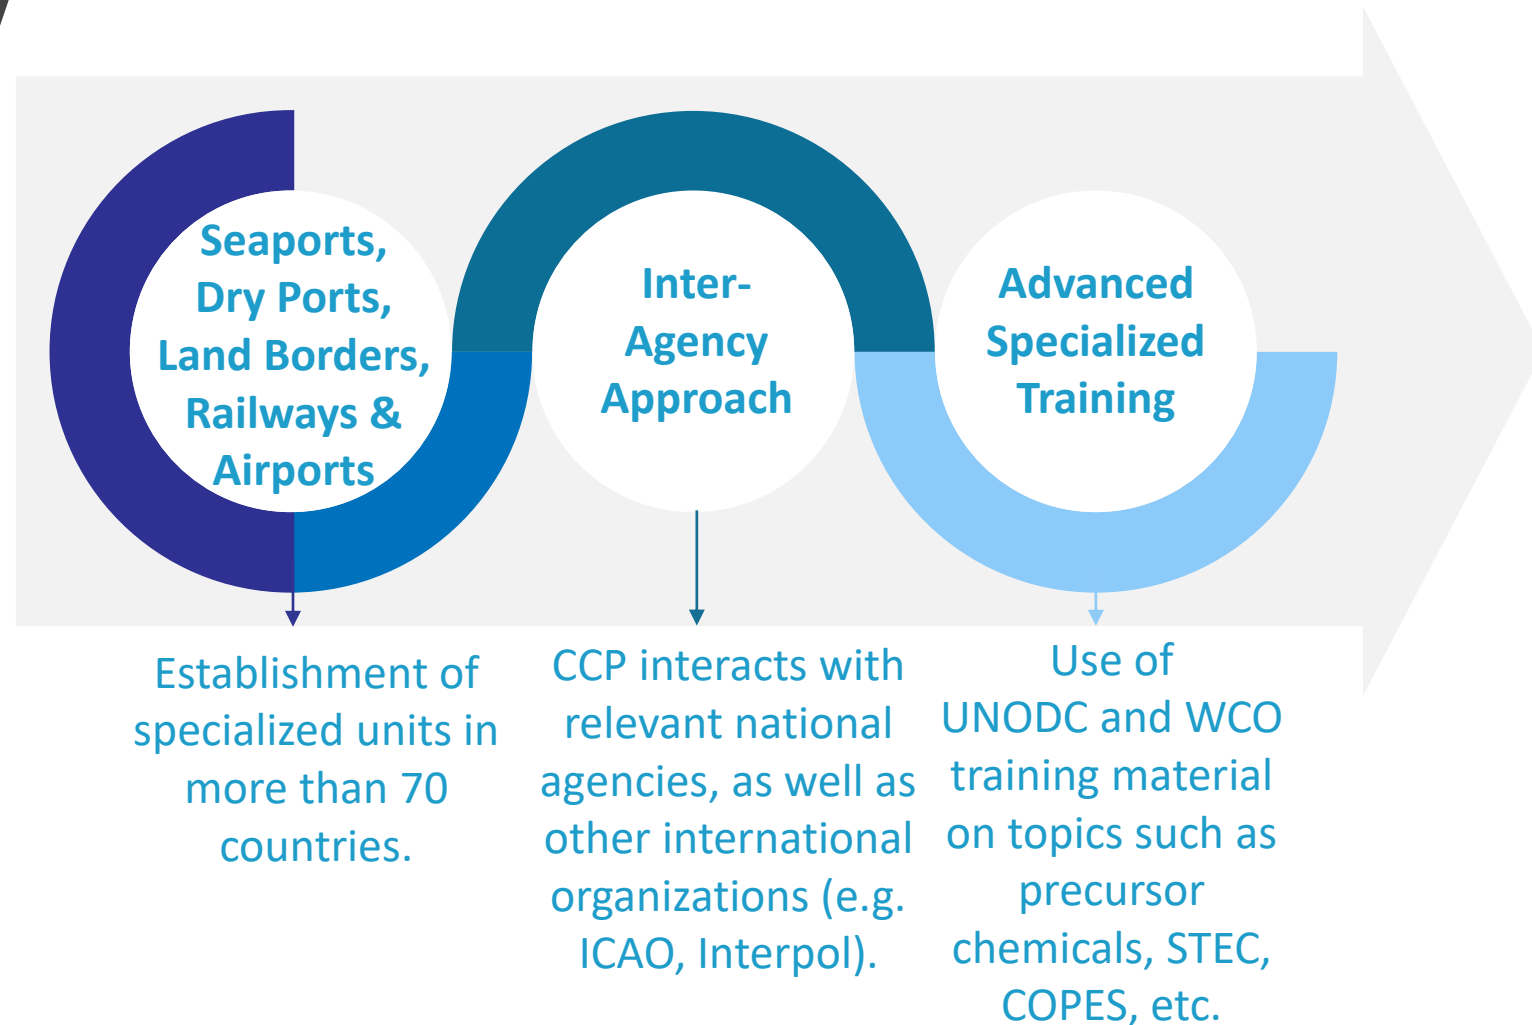 Seaports,
Dry Ports,
Land Borders,
Railways &
Airports
Inter-
Agency
Approach
Advanced
Specialized
Training
Establishment of
specialized units in
more than 70
countries.
CCP interacts with
relevant national
agencies, as well as
other international
organizations (e.g.
ICAO, Interpol).
Use of
UNODC and WCO
training material
on topics such as
precursor
chemicals, STEC,
COPES, etc.